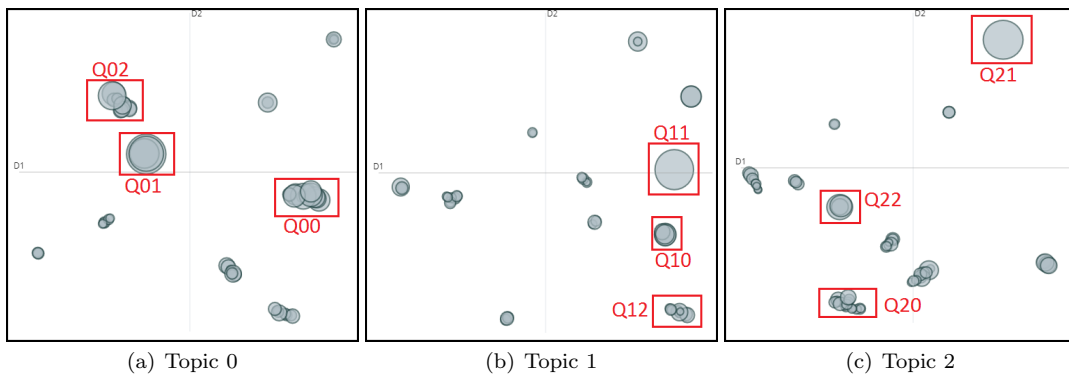 D2
Q02
D1
Q01
Q00
D2
Q11
D1
Q10
Q12
D2
Q21
D1
Q22
Q20
(a) Topic 0
(b) Topic 1
(c) Topic 2